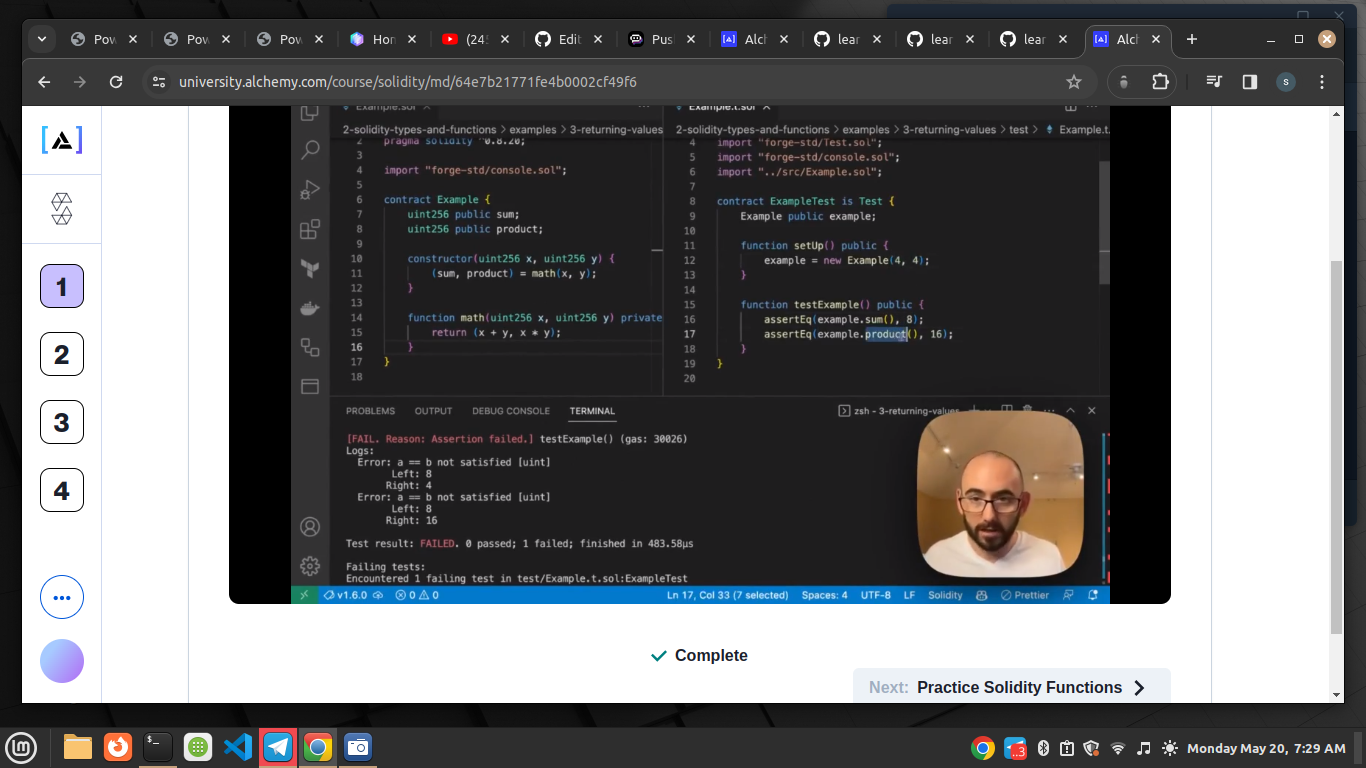 Pow
Pow
Pow
Hon
(24
Edit
Pus
Alch
lear
lear
lear
Alc
university.alchemy.com/course/solidity/md/64e7b21771fe4b0002cf49f6
s
[A]
1
2
3
4
Example.sol
Example.t.sol
2-solidity-types-and-functions > examples > 3-returning-values
2-solidity-types-and-functions > examples > 3-returning-values > test > Example.t.
2 pragma solidity ^0.8.20;
3
4 import "forge-std/console.sol";
5
6 contract Example {
7 uint256 public sum;
8 uint256 public product;
9
10 constructor(uint256 x, uint256 y) {
11 (sum, product) = math(x, y);
12 }
13
14 function math(uint256 x, uint256 y) private
15 return (x + y, x * y);
16 }
17 }
18
4 import "forge-std/Test.sol";
5 import "forge-std/console.sol";
6 import "../src/Example.sol";
7
8 contract ExampleTest is Test {
9 Example public example;
10
11 function setUp() public {
12 example = new Example(4, 4);
13 }
14
15 function testExample() public {
16 assertEq(example.sum(), 8);
17 assertEq(example.product(), 16);
18 }
19 }
20
PROBLEMS OUTPUT DEBUG CONSOLE TERMINAL
zsh - 3-returning-values
[FAIL. Reason: Assertion failed.] testExample() (gas: 30026)
Logs:
Error: a == b not satisfied [uint]
Left: 8
Right: 4
Error: a == b not satisfied [uint]
Left: 8
Right: 16
Test result: FAILED. 0 passed; 1 failed; finished in 483.58µs
Failing tests:
Encountered 1 failing test in test/Example.t.sol:ExampleTest
v1.6.0 0 0 Ln 17, Col 33 (7 selected) Spaces: 4 UTF-8 LF Solidity Prettier
Complete
Next: Practice Solidity Functions
..3
Monday May 20, 7:29 AM